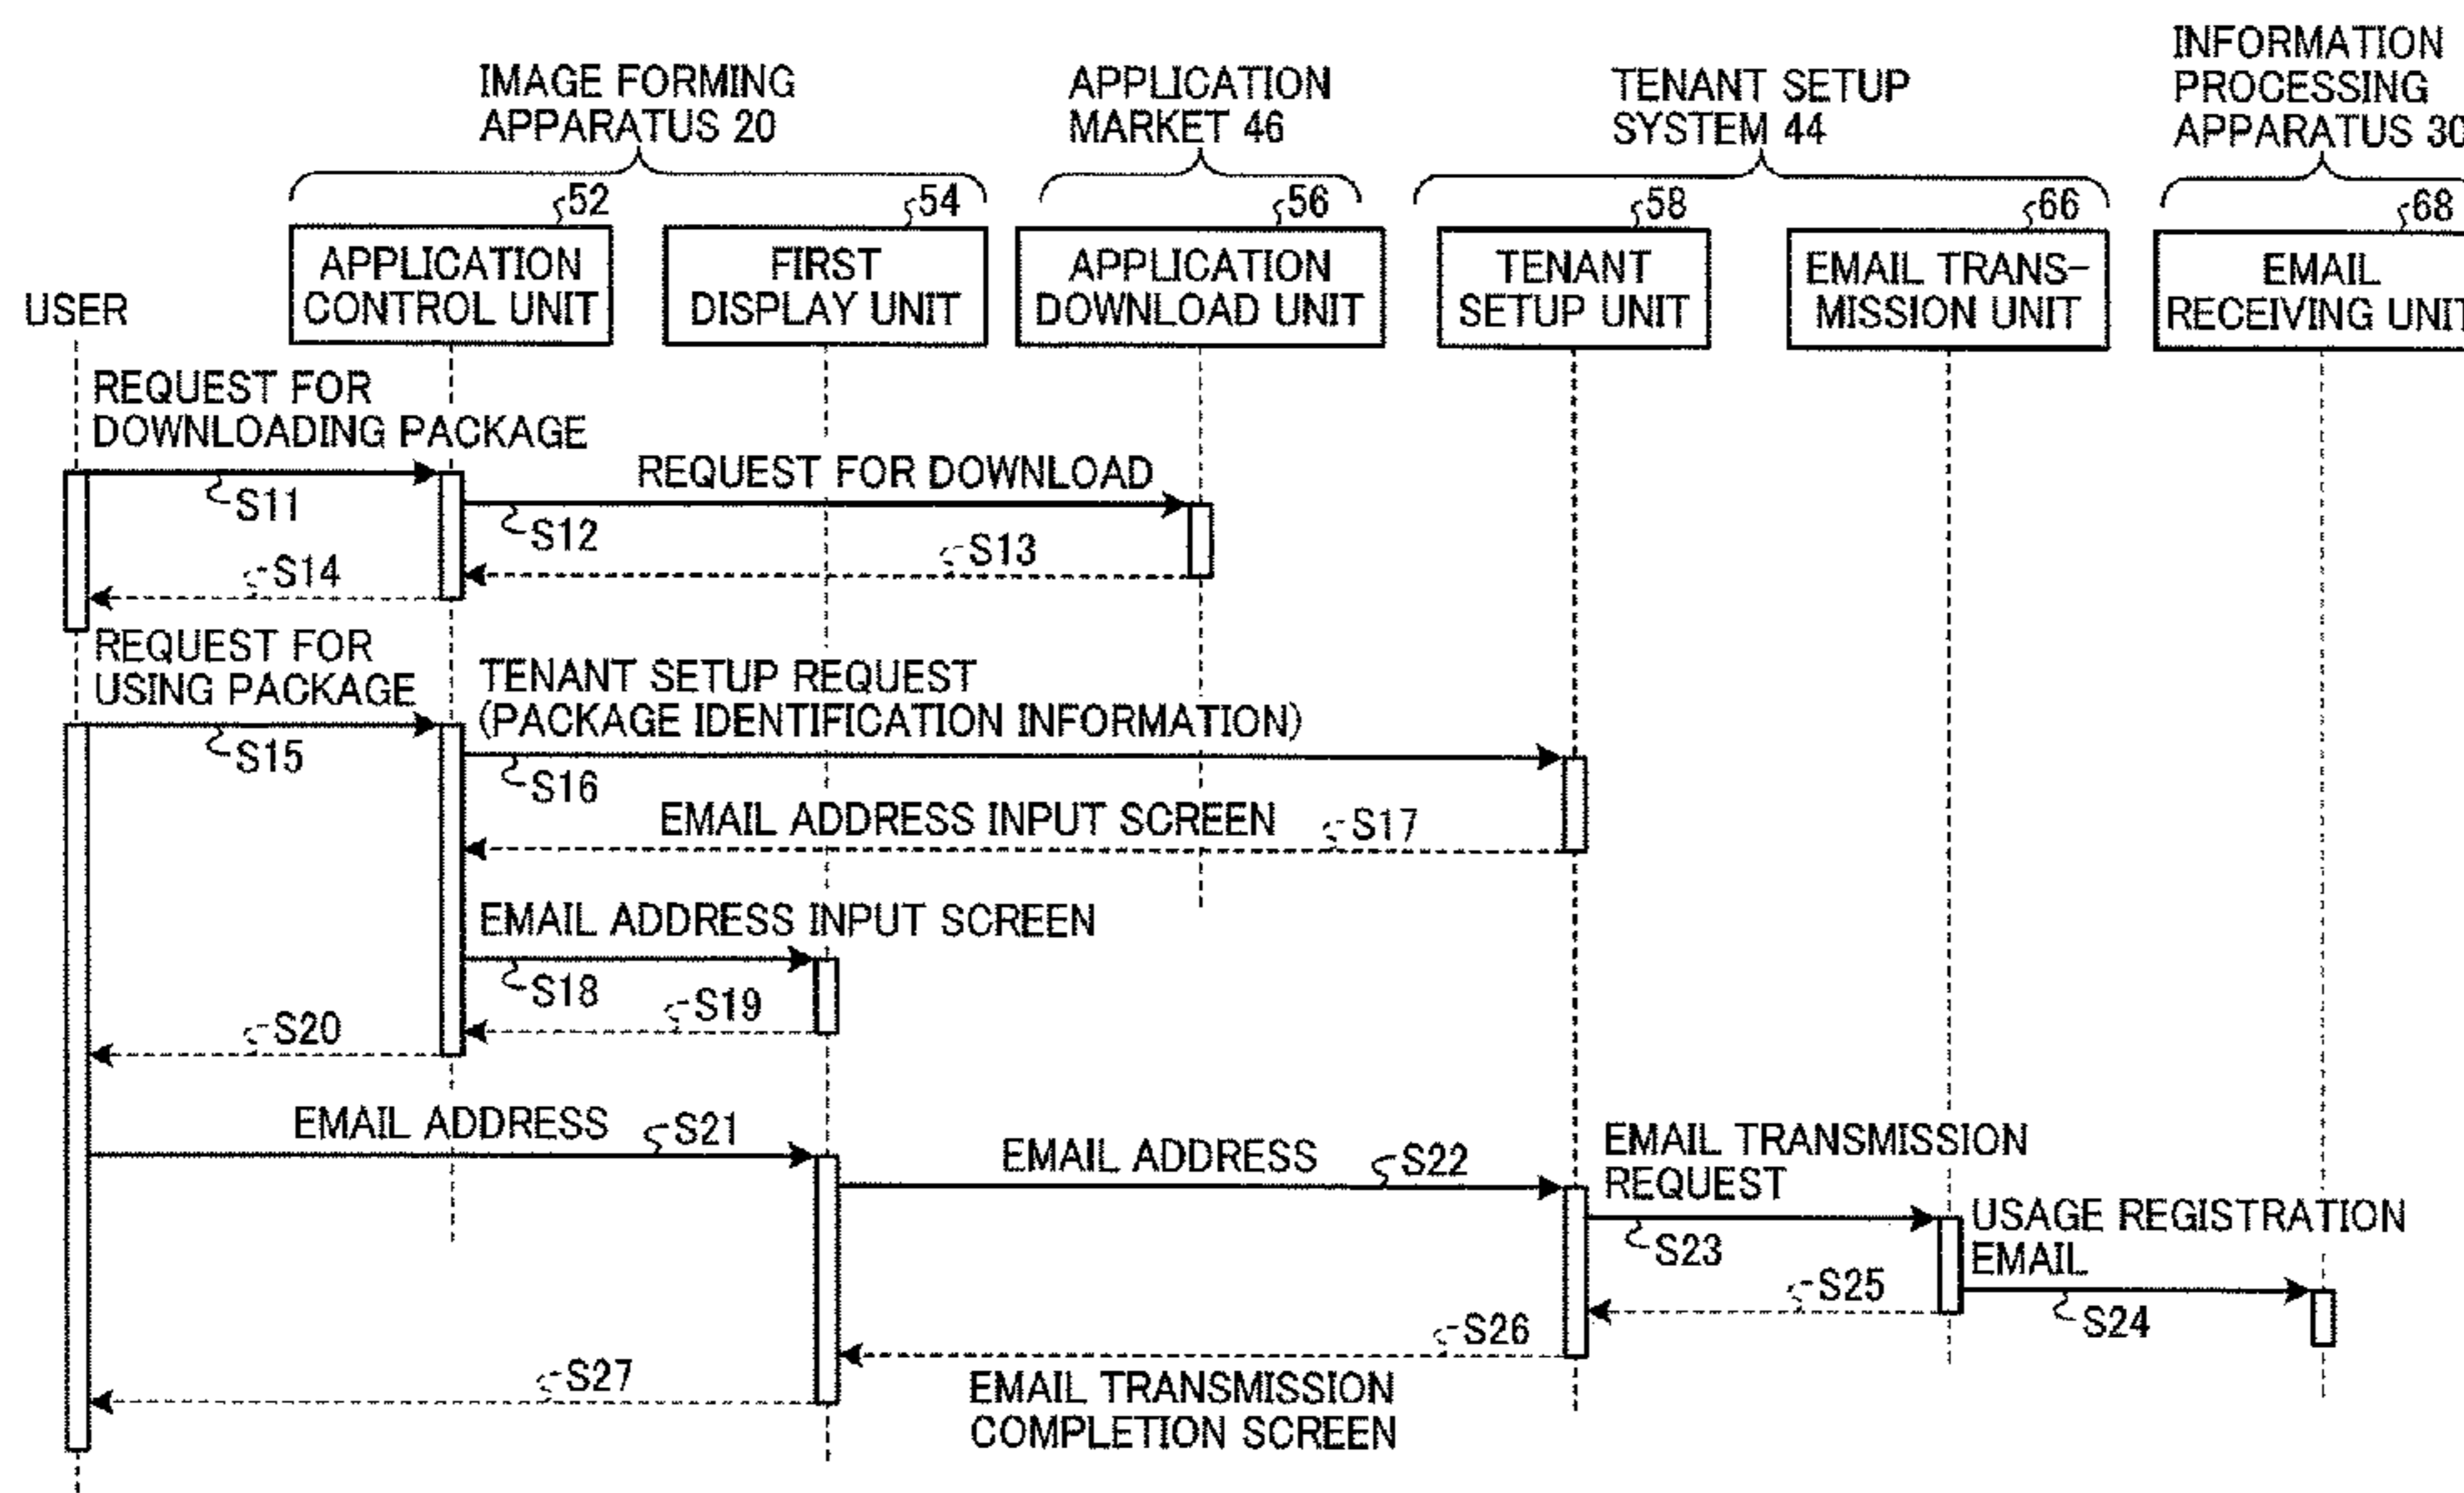 IMAGE FORMING
APPARATUS 20
APPLICATION
MARKET 46
TENANT SETUP
SYSTEM 44
INFORMATION
PROCESSING
APPARATUS 30
52
54
56
58
66
68
USER
APPLICATION
CONTROL UNIT
FIRST
DISPLAY UNIT
APPLICATION
DOWNLOAD UNIT
TENANT
SETUP UNIT
EMAIL TRANS-
MISSION UNIT
EMAIL
RECEIVING UNIT
REQUEST FOR
DOWNLOADING PACKAGE
S11
REQUEST FOR DOWNLOAD
S12
S13
S14
REQUEST FOR
USING PACKAGE
S15
TENANT SETUP REQUEST
(PACKAGE IDENTIFICATION INFORMATION)
S16
EMAIL ADDRESS INPUT SCREEN
S17
EMAIL ADDRESS INPUT SCREEN
S18
S19
S20
EMAIL ADDRESS
S21
EMAIL ADDRESS
S22
EMAIL TRANSMISSION
REQUEST
S23
USAGE REGISTRATION
EMAIL
S24
S25
S26
EMAIL TRANSMISSION
COMPLETION SCREEN
S27